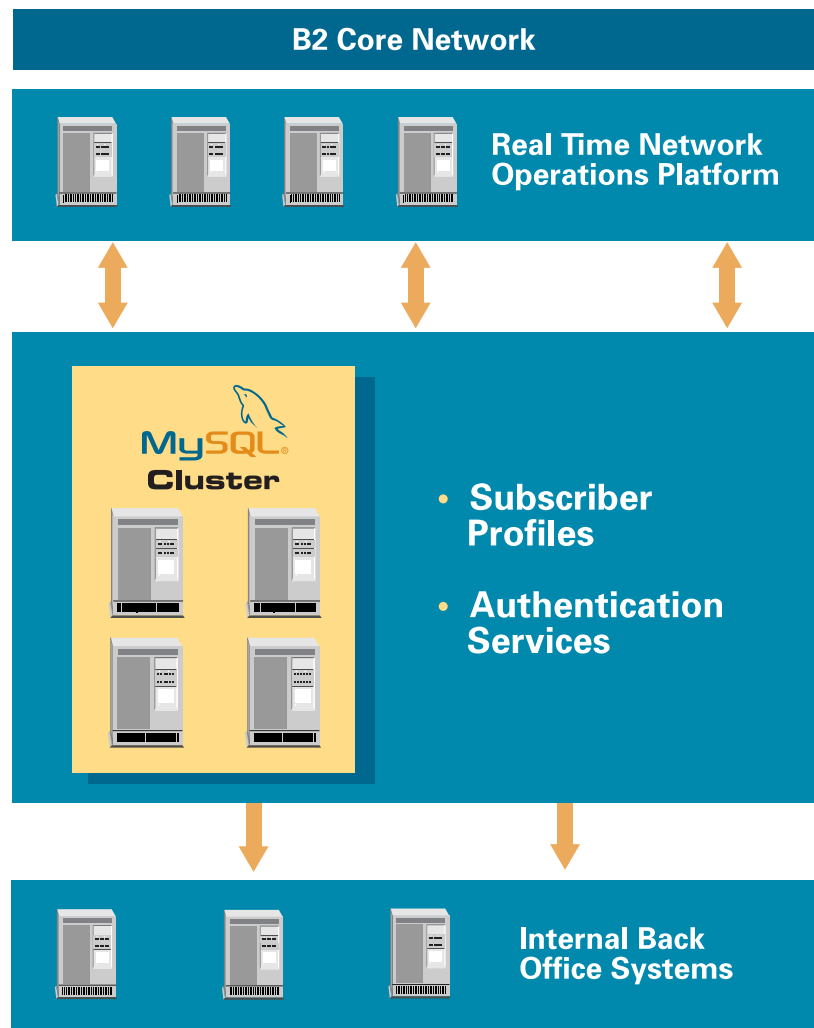 B2 Core Network
Real Time Network
Operations Platform
MySQL®
Cluster
• Subscriber
Profiles
• Authentication
Services
Internal Back
Office Systems